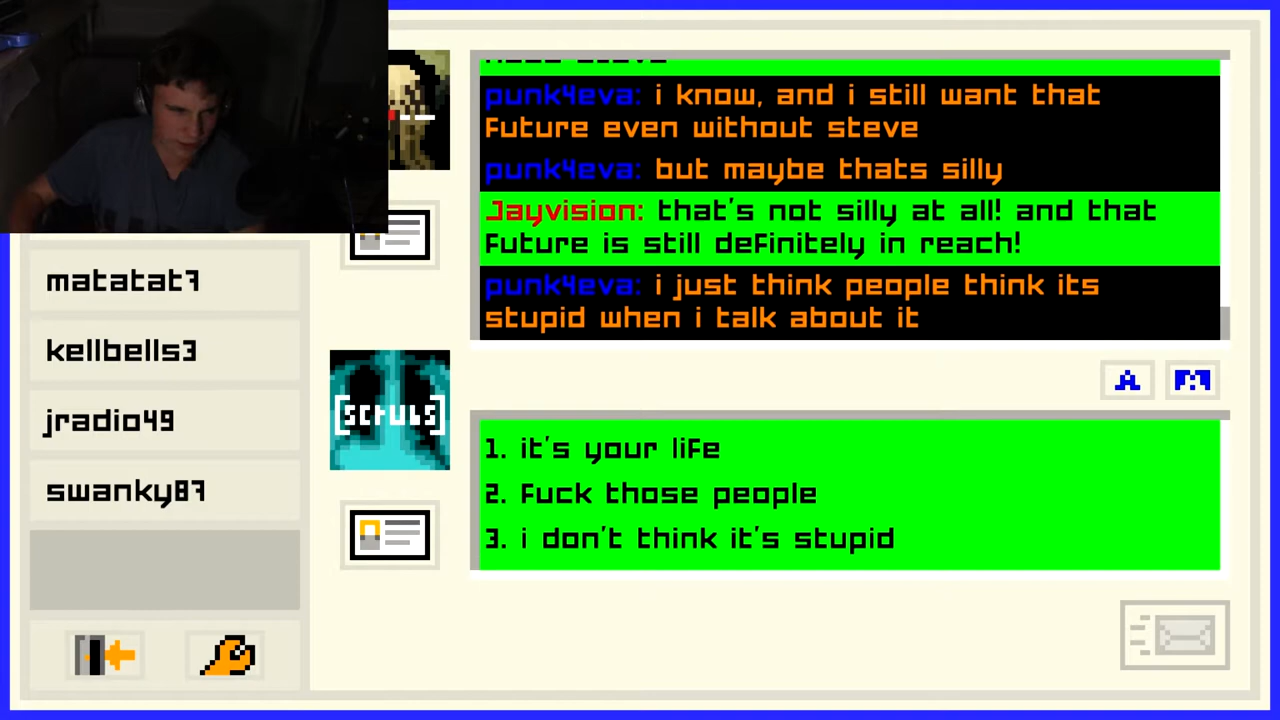 punk4eva: i know, and i still want that
future even without steve
punk4eva: but maybe thats silly
Jayvision: that's not silly at all! and that
future is still definitely in reach!
punk4eva: i just think people think its
stupid when i talk about it
matatat7
kellbells3
jradio49
swanky87
[scrubs]
A
1. it's your life
2. fuck those people
3. i don't think it's stupid